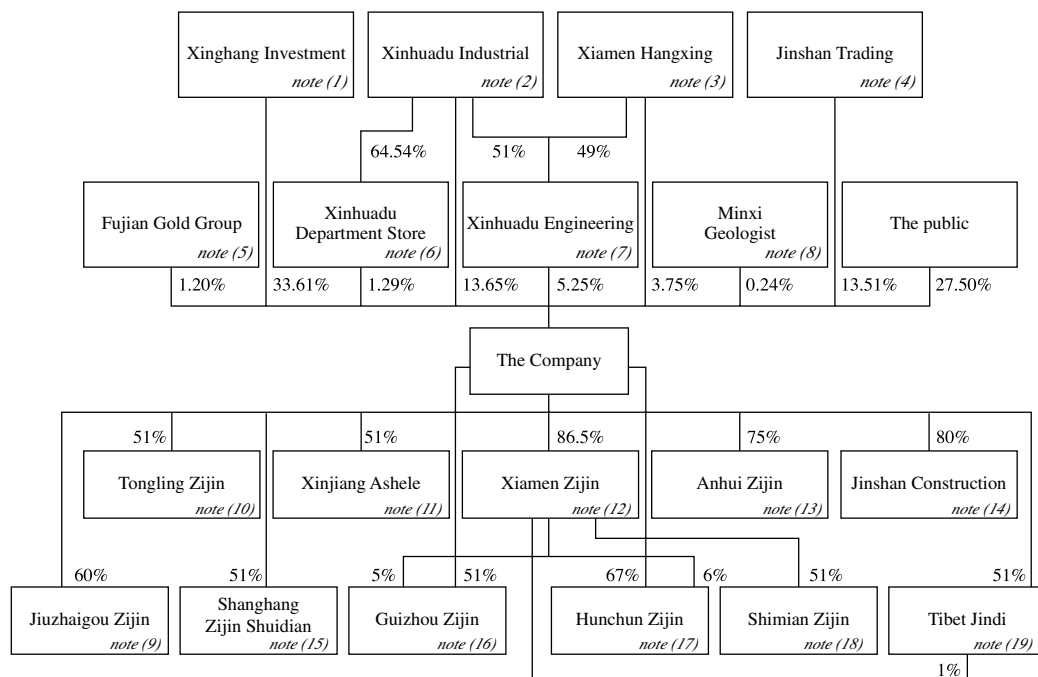 Xinghang Investment
note (1)
Xinhuadu Industrial
note (2)
Xiamen Hangxing
note (3)
Jinshan Trading
note (4)
64.54%
51%
49%
Fujian Gold Group
note (5)
Xinhuadu
Department Store
note (6)
Xinhuadu Engineering
note (7)
Minxi
Geologist
note (8)
The public
1.20%
33.61%
1.29%
13.65%
5.25%
3.75%
0.24%
13.51%
27.50%
The Company
51%
51%
86.5%
75%
80%
Tongling Zijin
note (10)
Xinjiang Ashele
note (11)
Xiamen Zijin
note (12)
Anhui Zijin
note (13)
Jinshan Construction
note (14)
60%
51%
5%
51%
67%
6%
51%
51%
Jiuzhaigou Zijin
note (9)
Shanghang
Zijin Shuidian
note (15)
Guizhou Zijin
note (16)
Hunchun Zijin
note (17)
Shimian Zijin
note (18)
Tibet Jindi
note (19)
1%